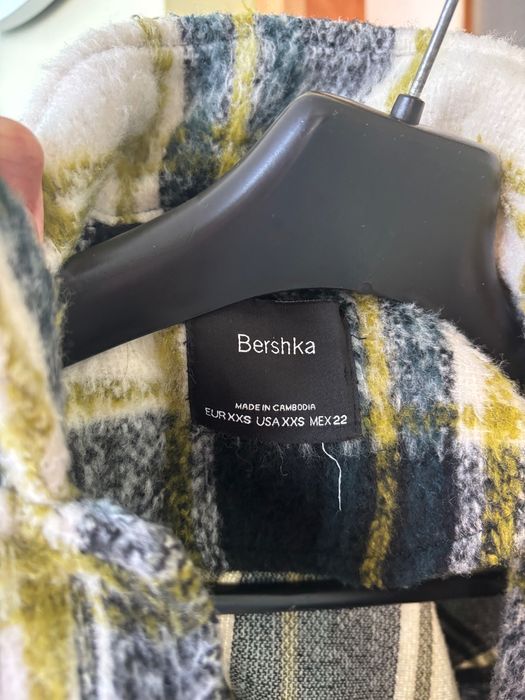 Bershka
MADE IN CAMBODIA
EUR XXS USA XXS MEX 22